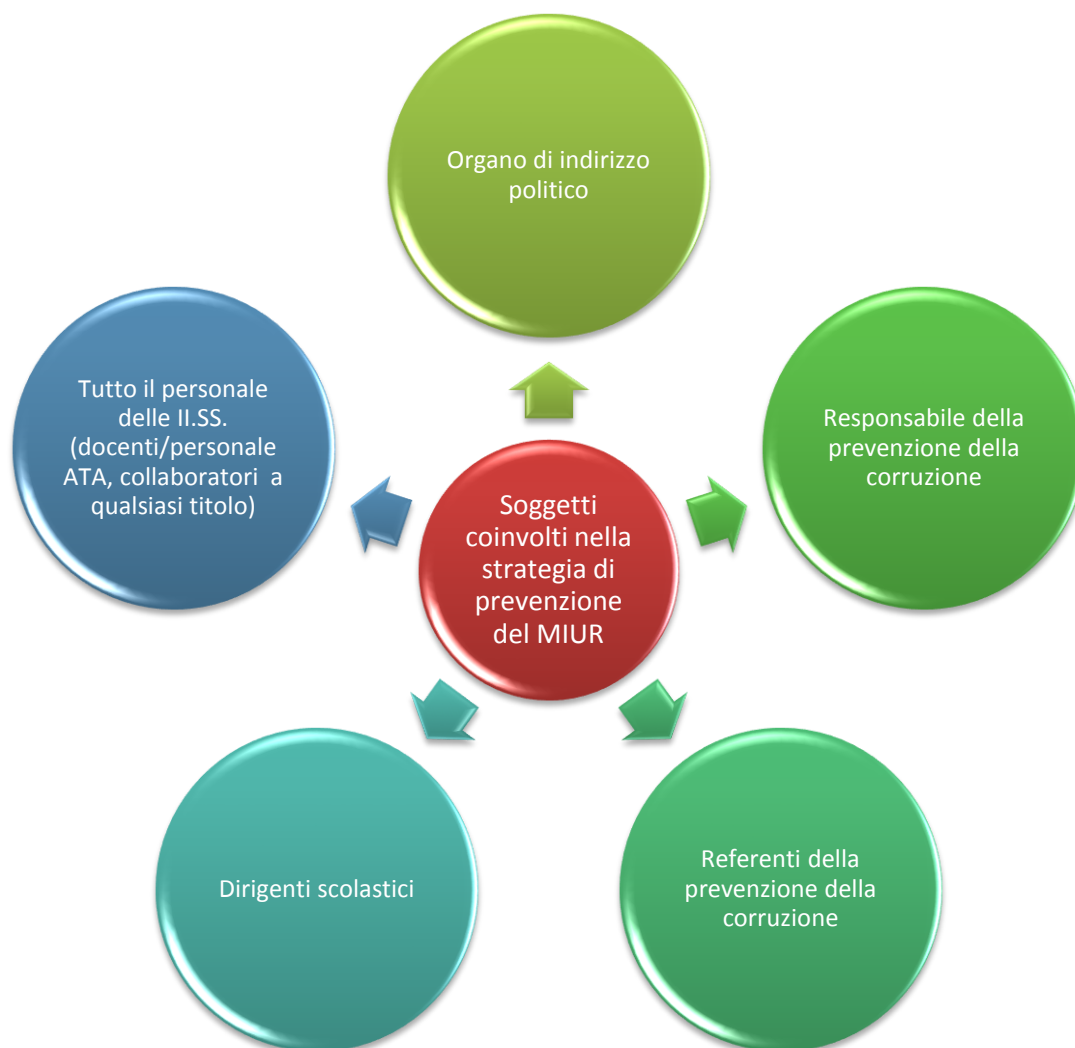 Organo di indirizzo
politico
Tutto il personale
delle II.SS.
(docenti/personale
ATA, collaboratori a
qualsiasi titolo)
Responsabile della
prevenzione della
corruzione
Soggetti
coinvolti nella
strategia di
prevenzione
del MIUR
Dirigenti scolastici
Referenti della
prevenzione della
corruzione